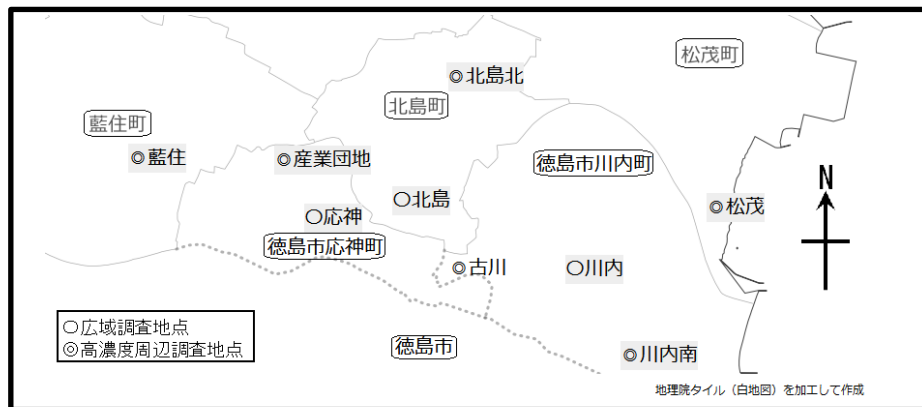 松茂町
◎北島北
北島町
藍住町
◎藍住
◎産業団地
徳島市川内町
N
○北島
◎松茂
○応神
徳島市応神町
◎古川
○川内
○広域調査地点
◎高濃度周辺調査地点
徳島市
◎川内南
地理院タイル（白地図）を加工して作成